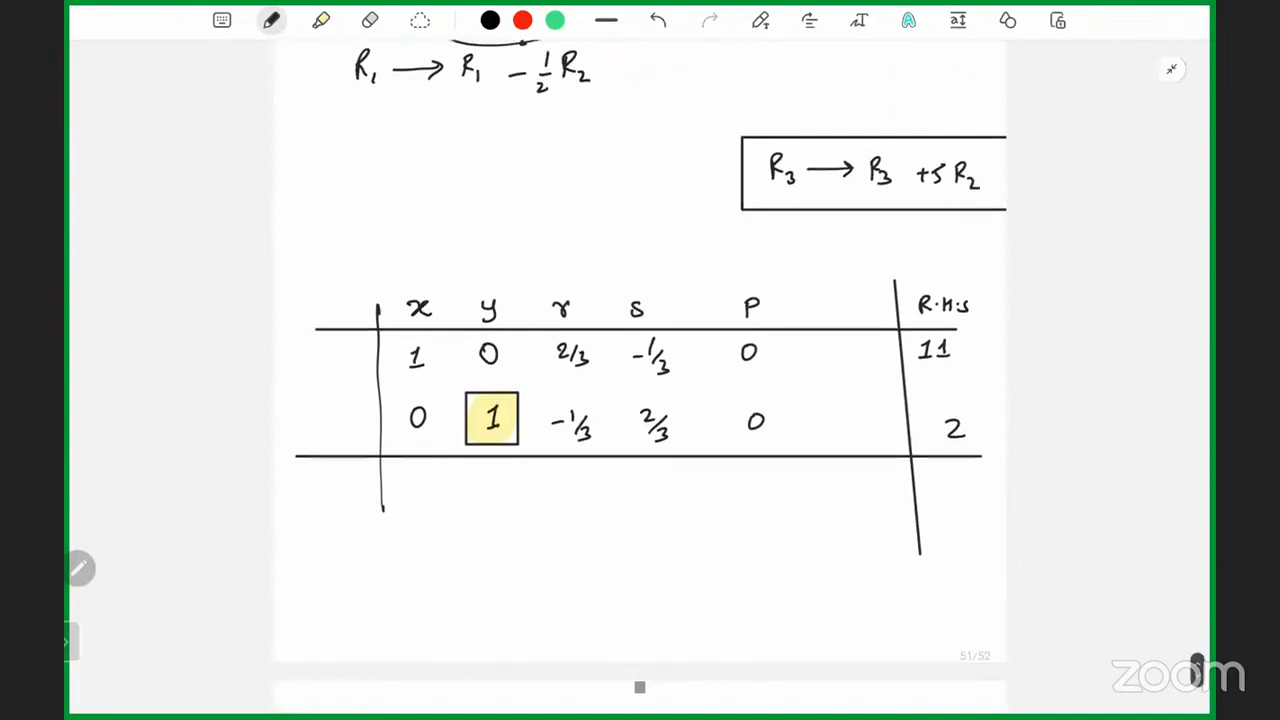 R₁ → R₁ - 1/2 R₂
R₃ → R₃ +5 R₂
x y r s P R.H.S
1 0 2/3 -1/3 0 11
0 1 -1/3 2/3 0 2
51/52
zoom